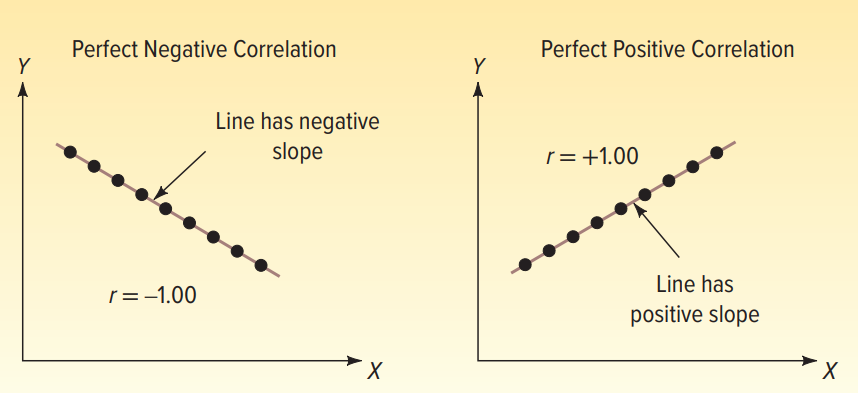 Perfect Negative Correlation
Y
Line has negative
slope
r = –1.00
X
Perfect Positive Correlation
Y
r = +1.00
Line has
positive slope
X